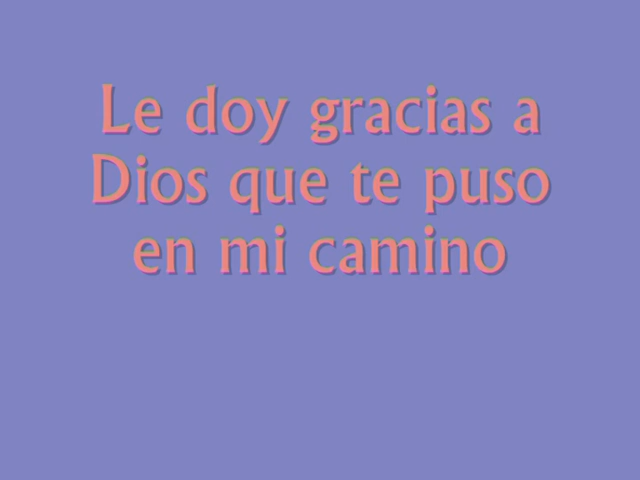 Le doy gracias a
Dios que te puso
en mi camino